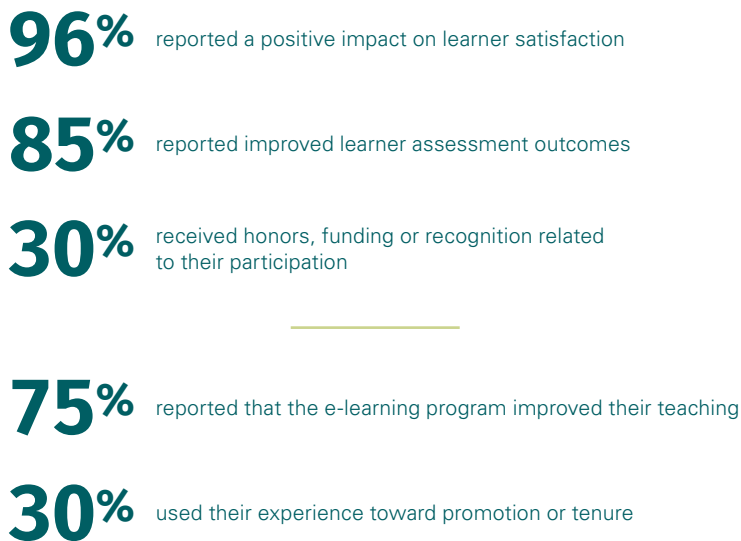 96% reported a positive impact on learner satisfaction
85% reported improved learner assessment outcomes
30% received honors, funding or recognition related
to their participation
75% reported that the e-learning program improved their teaching
30% used their experience toward promotion or tenure